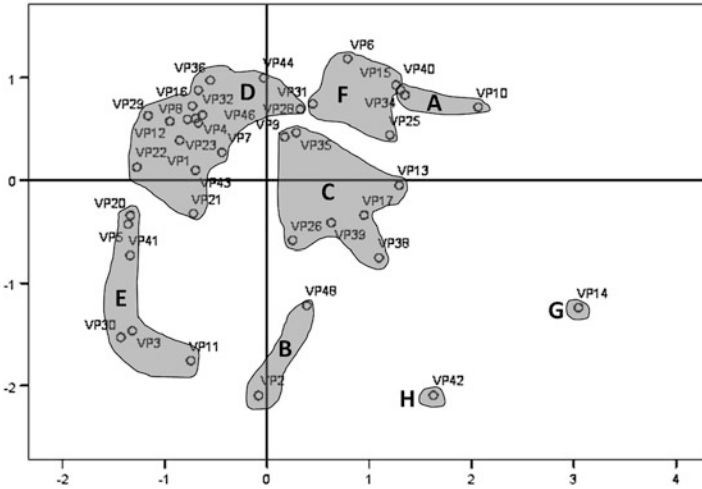 VP6
VP36 VP44 VP15 VP40
1 D
VP16 VP31 F VP10
VP29 VP8 VP32 VP28 VP34 A
VP46
VP12 VP4 VP9 VP25
VP23 VP7 VP35
VP22 VP1
VP13
0 VP43
C
VP21 VP17
VP20
VP26 VP39
VP5 VP41 VP38
-1 VP48 VP14
E G
VP30
VP3 VP11 B
-2 VP2 H VP42
-2 -1 0 1 2 3 4